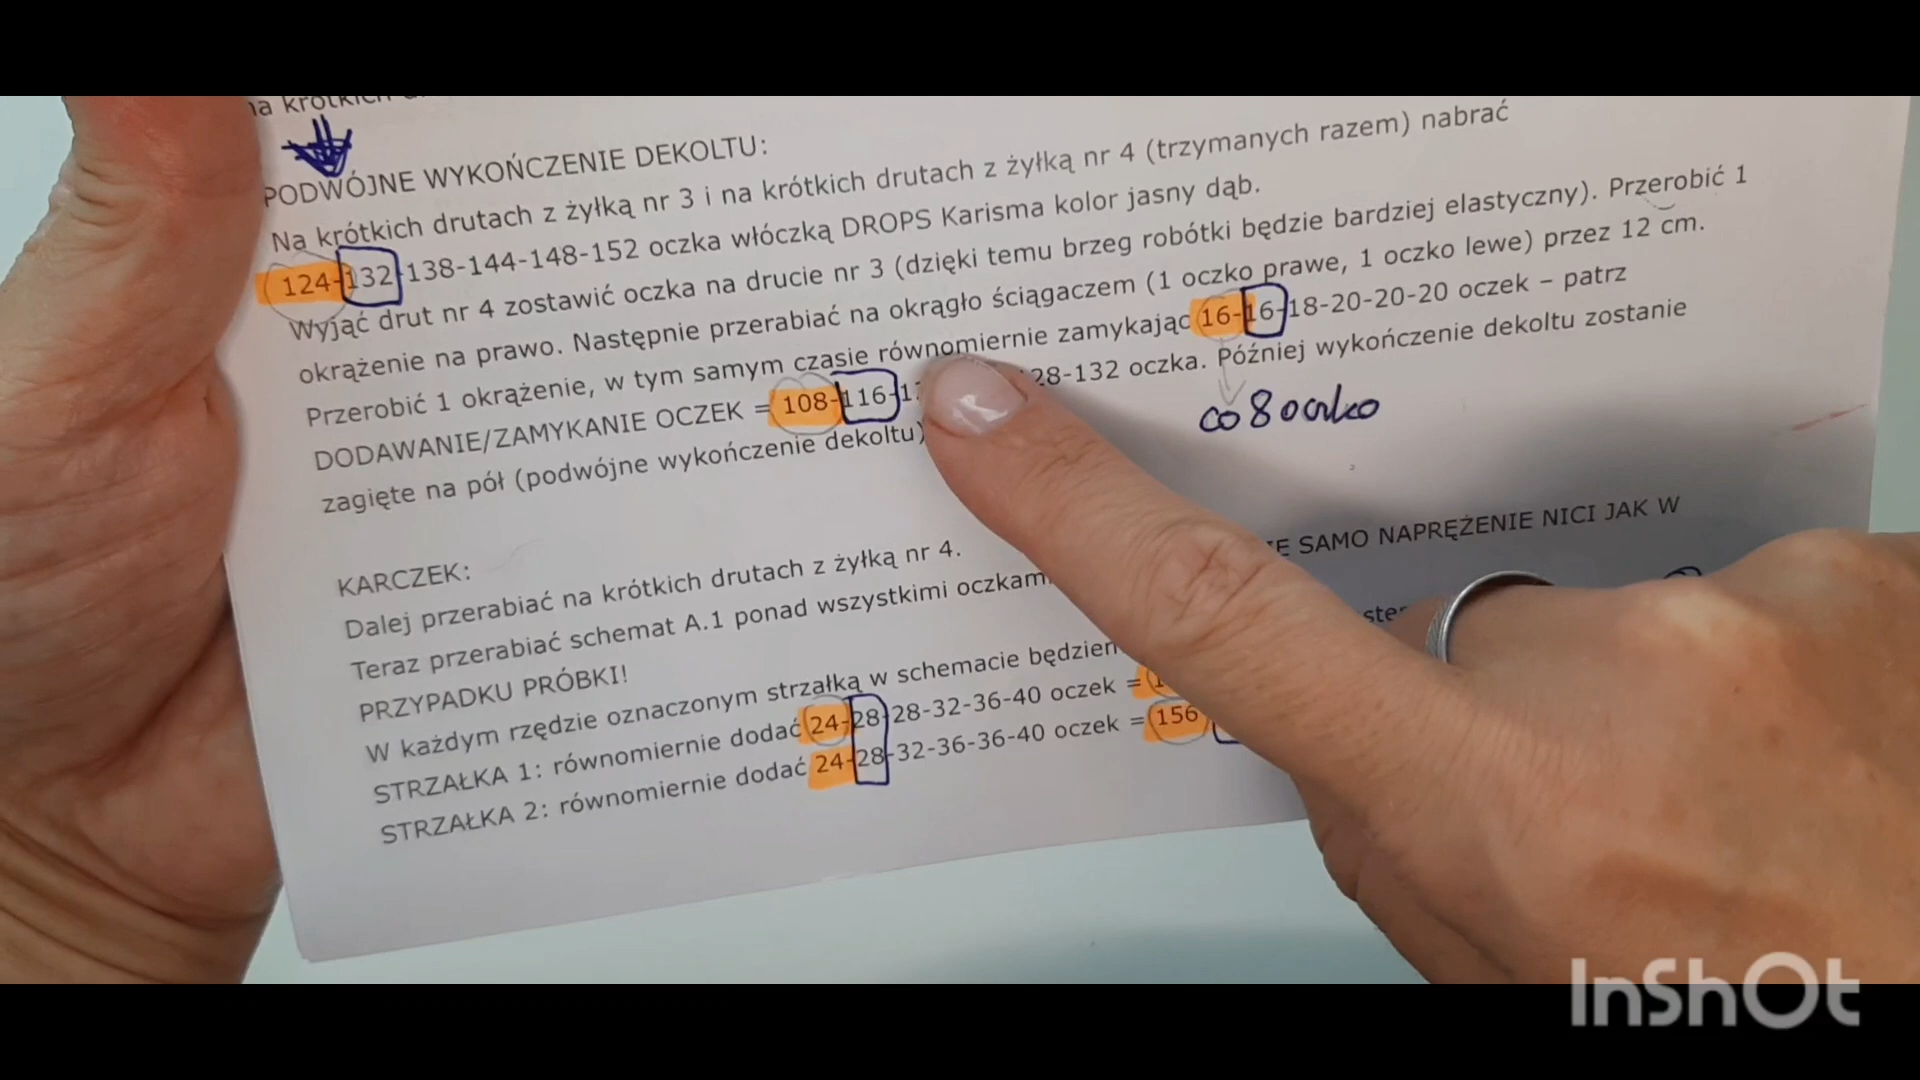 na krótkich
PODWÓJNE WYKOŃCZENIE DEKOLTU:
Na krótkich drutach z żyłką nr 3 i na krótkich drutach z żyłką nr 4 (trzymanych razem) nabrać
124-132-138-144-148-152 oczka włóczką DROPS Karisma kolor jasny dąb.
Wyjąć drut nr 4 zostawić oczka na drucie nr 3 (dzięki temu brzeg robótki będzie bardziej elastyczny). Przerobić 1
okrążenie na prawo. Następnie przerabiać na okrągło ściągaczem (1 oczko prawe, 1 oczko lewe) przez 12 cm.
Przerobić 1 okrążenie, w tym samym czasie równomiernie zamykając 16-16-18-20-20-20 oczek – patrz
DODAWANIE/ZAMYKANIE OCZEK = 108-116- 28-132 oczka. Później wykończenie dekoltu zostanie
zagięte na pół (podwójne wykończenie dekoltu)
co 8 oczko
KARCZEK:
Dalej przerabiać na krótkich drutach z żyłką nr 4.
Teraz przerabiać schemat A.1 ponad wszystkimi oczkam SAMO NAPRĘŻENIE NICI JAK W
PRZYPADKU PRÓBKI!
W każdym rzędzie oznaczonym strzałką w schemacie będzien
STRZAŁKA 1: równomiernie dodać 24-28-28-32-36-40 oczek =
STRZAŁKA 2: równomiernie dodać 24-28-32-36-36-40 oczek = 156
InShOt